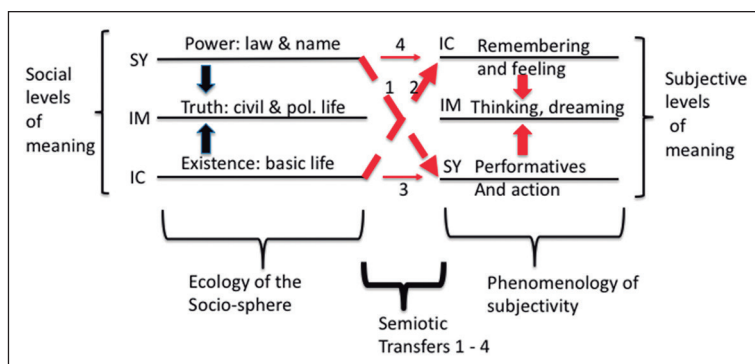 Social
levels
of
meaning
SY
IM
IC
Power: law & name
Truth: civil & pol. life
Existence: basic life
4
1
2
3
IC
IM
SY
Remembering
and feeling
Thinking, dreaming
Performatives
And action
Subjective
levels
of
meaning
Ecology of the
Socio-sphere
Semiotic
Transfers 1 - 4
Phenomenology of
subjectivity